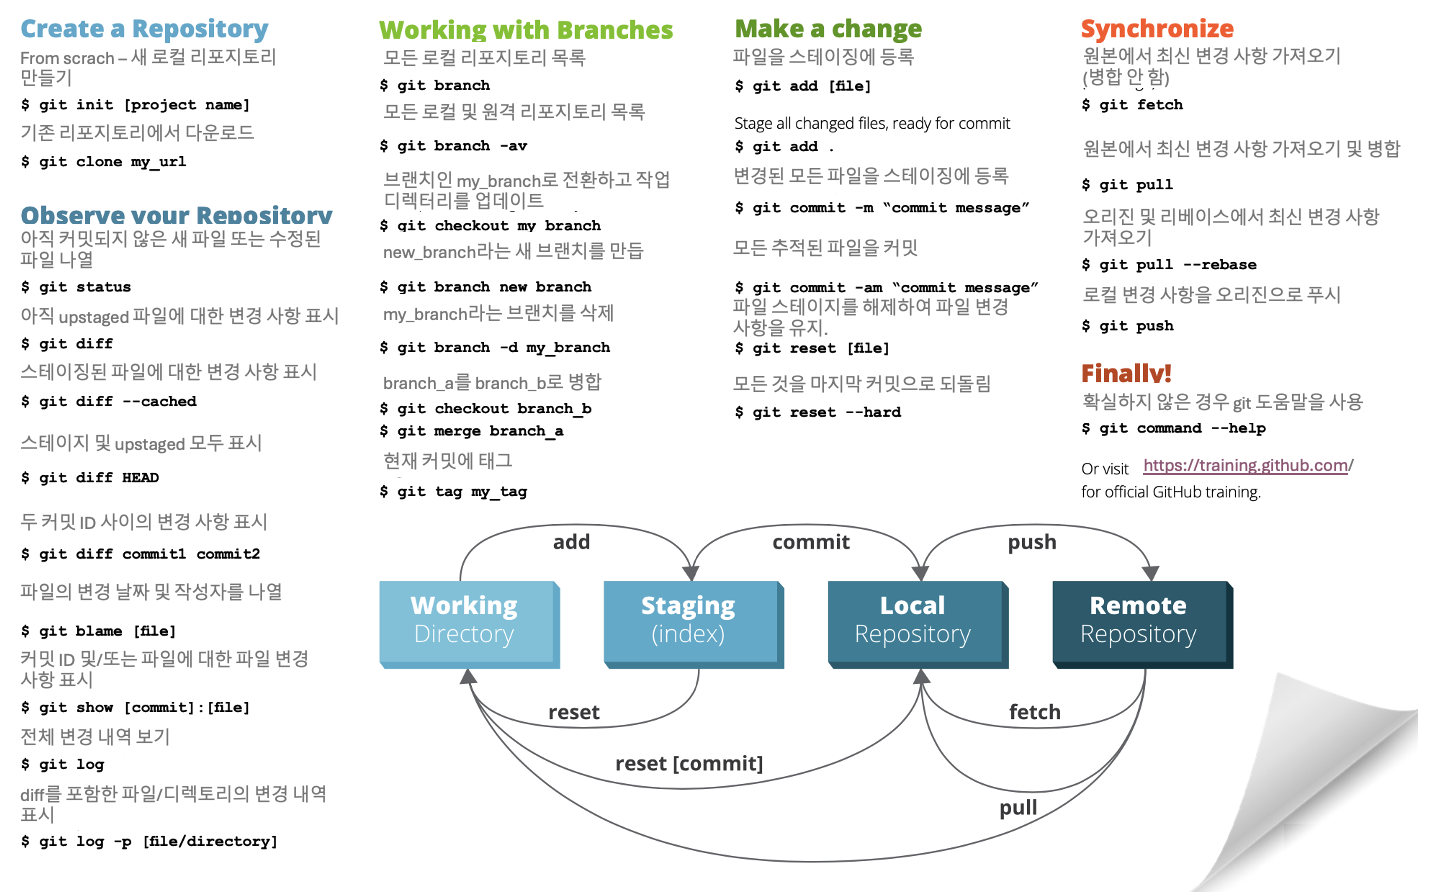 Create a Repository
From scrach – 새 로컬 리포지토리
만들기
$ git init [project name]
기존 리포지토리에서 다운로드
$ git clone my_url
Observe your Repository
아직 커밋되지 않은 새 파일 또는 수정된
파일 나열
$ git status
아직 upstaged 파일에 대한 변경 사항 표시
$ git diff
스테이징된 파일에 대한 변경 사항 표시
$ git diff --cached
스테이지 및 upstaged 모두 표시
$ git diff HEAD
두 커밋 ID 사이의 변경 사항 표시
$ git diff commit1 commit2
파일의 변경 날짜 및 작성자를 나열
$ git blame [file]
커밋 ID 및/또는 파일에 대한 파일 변경
사항 표시
$ git show [commit]:[file]
전체 변경 내역 보기
$ git log
diff를 포함한 파일/디렉토리의 변경 내역
표시
$ git log -p [file/directory]
Working with Branches
모든 로컬 리포지토리 목록
$ git branch
모든 로컬 및 원격 리포지토리 목록
$ git branch -av
브랜치인 my_branch로 전환하고 작업
디렉터리를 업데이트
$ git checkout my branch
new_branch라는 새 브랜치를 만듭
$ git branch new branch
my_branch라는 브랜치를 삭제
$ git branch -d my_branch
branch_a를 branch_b로 병합
$ git checkout branch_b
$ git merge branch_a
현재 커밋에 태그
$ git tag my_tag
Make a change
파일을 스테이징에 등록
$ git add [file]
Stage all changed files, ready for commit
$ git add .
변경된 모든 파일을 스테이징에 등록
$ git commit -m “commit message”
모든 추적된 파일을 커밋
$ git commit -am “commit message”
파일 스테이지를 해제하여 파일 변경
사항을 유지.
$ git reset [file]
모든 것을 마지막 커밋으로 되돌림
$ git reset --hard
Synchronize
원본에서 최신 변경 사항 가져오기
(병합 안 함)
$ git fetch
원본에서 최신 변경 사항 가져오기 및 병합
$ git pull
오리진 및 리베이스에서 최신 변경 사항
가져오기
$ git pull --rebase
로컬 변경 사항을 오리진으로 푸시
$ git push
Finally!
확실하지 않은 경우 git 도움말을 사용
$ git command --help
Or visit https://training.github.com/
for official GitHub training.
add
commit
push
Working
Directory
Staging
(index)
Local
Repository
Remote
Repository
reset
fetch
reset [commit]
pull